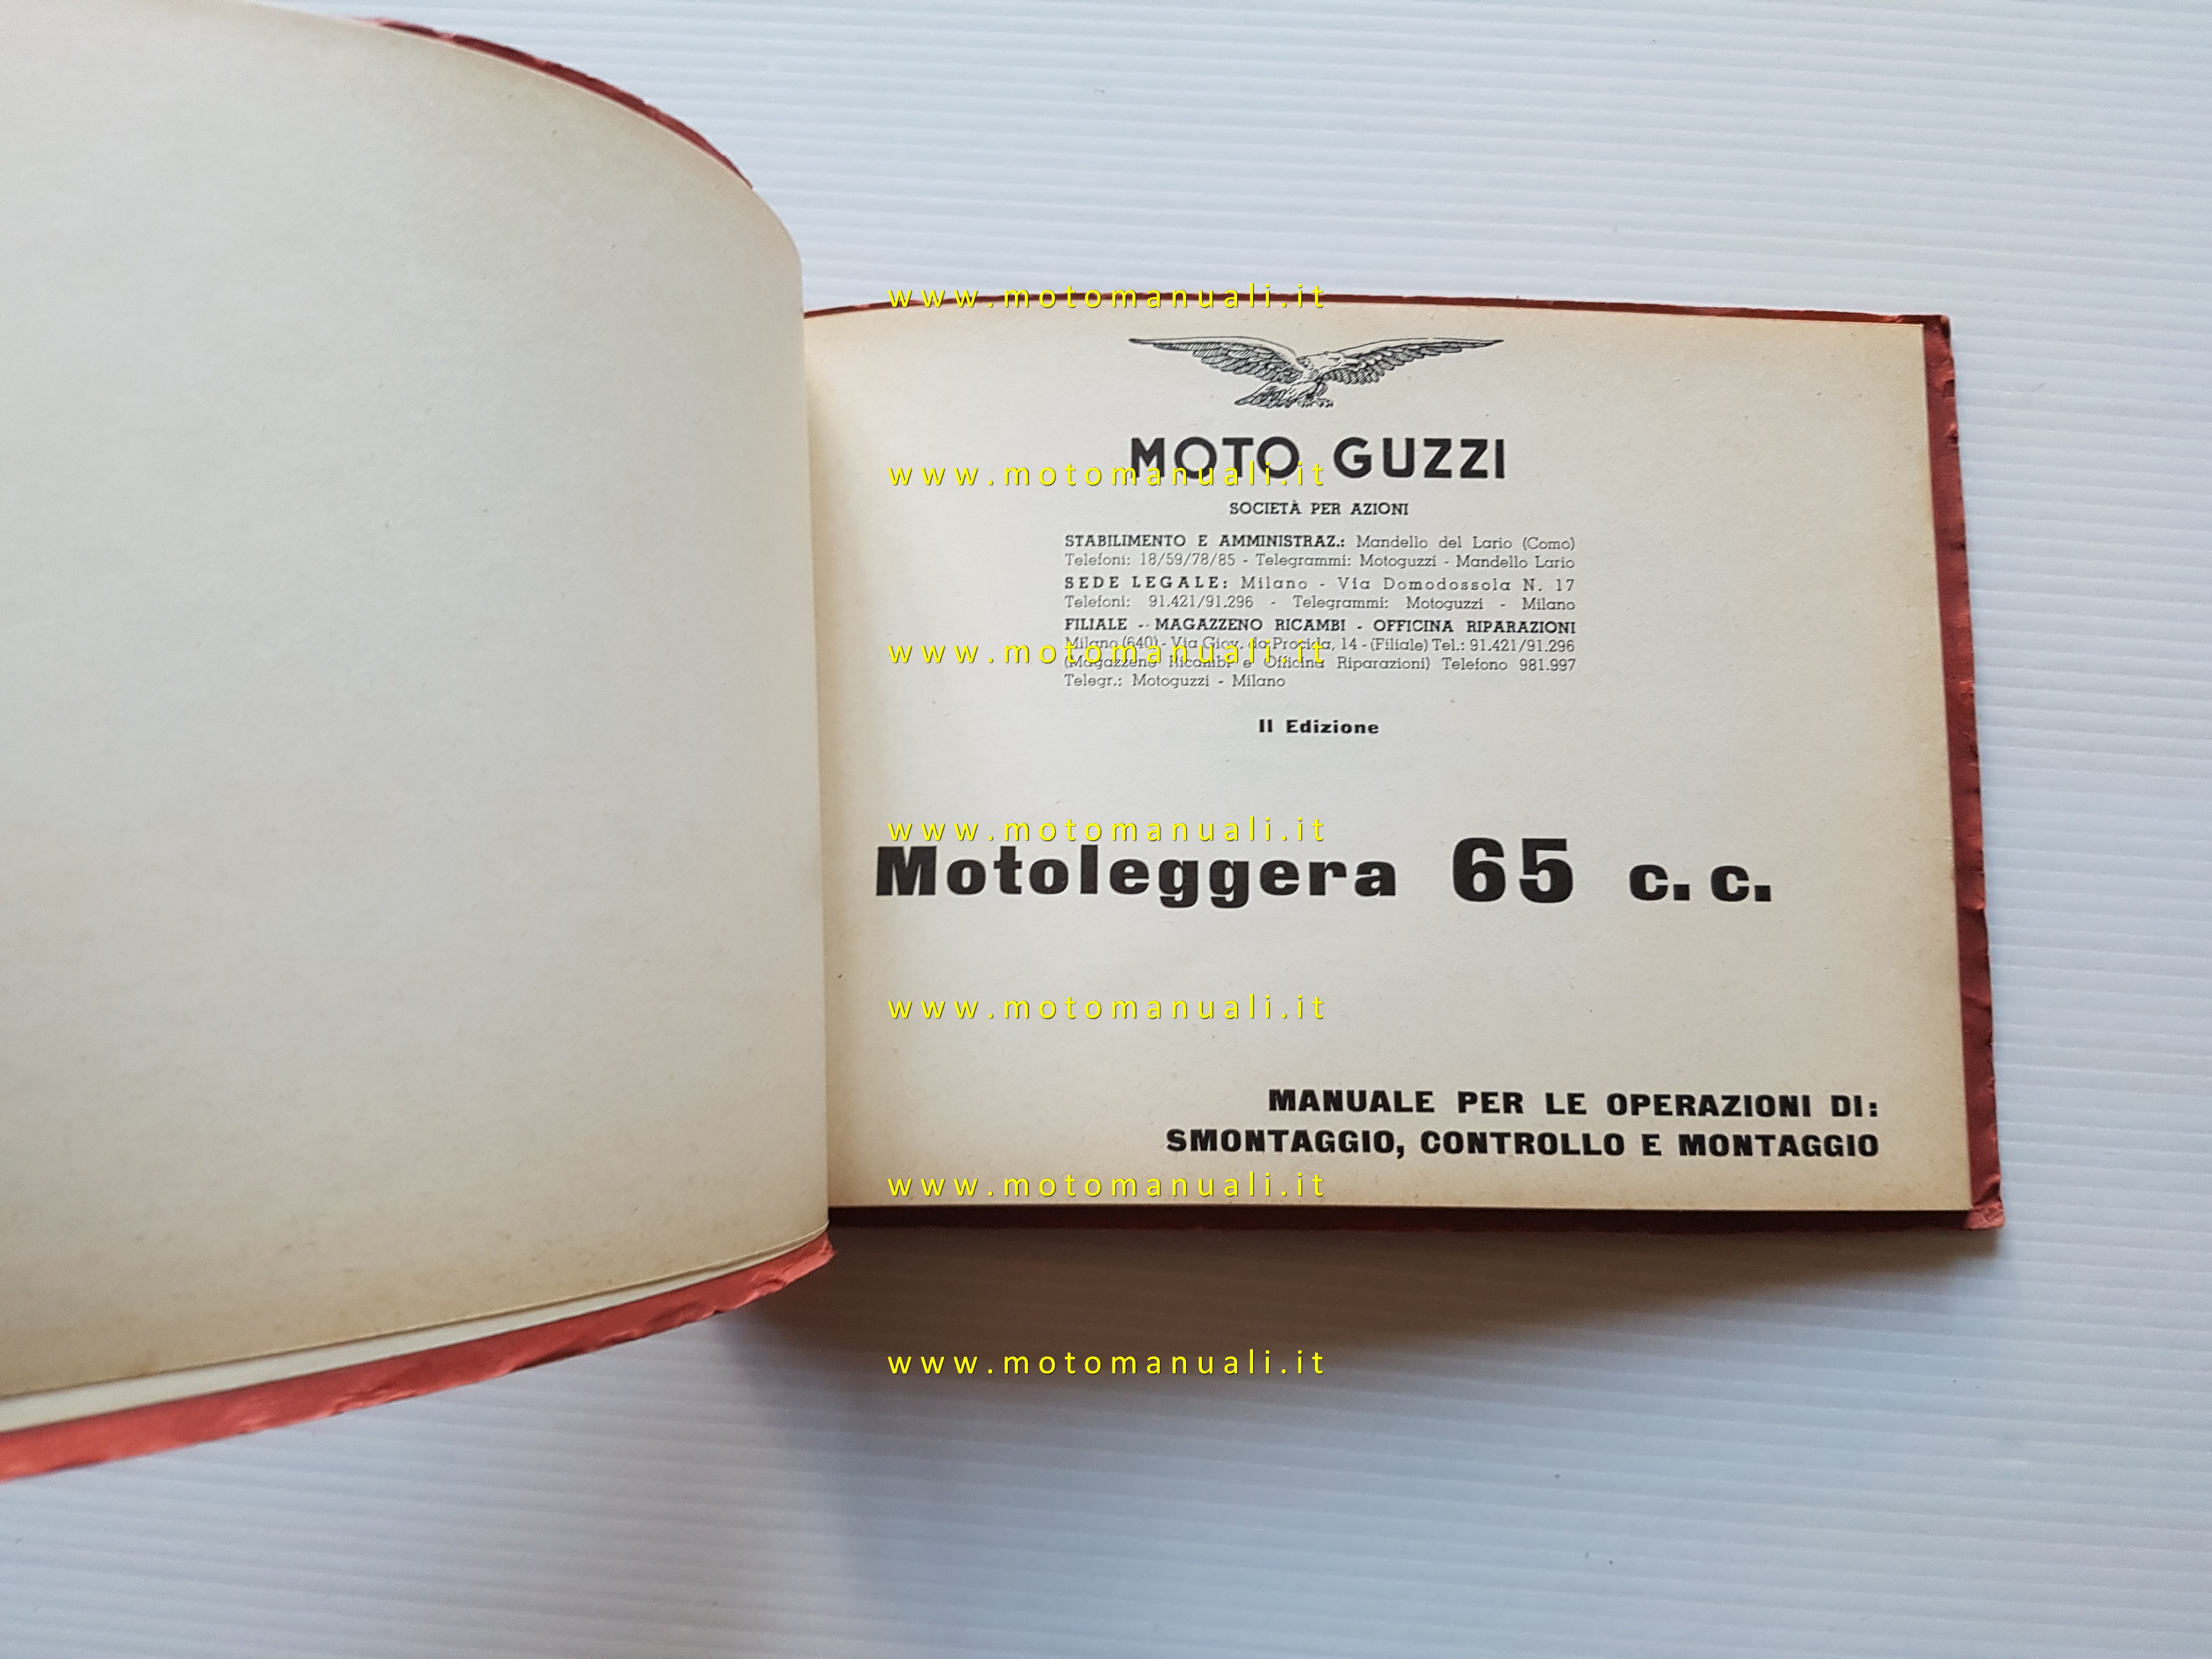 www.motomanuali.it
MOTO GUZZI
www.motomanuali.it
SOCIETÀ PER AZIONI
STABILIMENTO E AMMINISTRAZ.: Mandello del Lario (Como)
Telefoni: 18/59/78/85 - Telegrammi: Motoguzzi - Mandello Lario
SEDE LEGALE: Milano - Via Domodossola N. 17
Telefoni: 91.421/91.296 - Telegrammi: Motoguzzi - Milano
FILIALE - MAGAZZENO RICAMBI - OFFICINA RIPARAZIONI
Milano (640) - Via Giov. da Procida, 14 - (Filiale) Tel.: 91.421/91.296
www.motomanuali.it
(Magazzeno Ricambi e Officina Riparazioni) Telefono 981.997
Telegr.: Motoguzzi - Milano
II Edizione
www.motomanuali.it
Motoleggera 65 c.c.
www.motomanuali.it
MANUALE PER LE OPERAZIONI DI:
SMONTAGGIO, CONTROLLO E MONTAGGIO
www.motomanuali.it
www.motomanuali.it